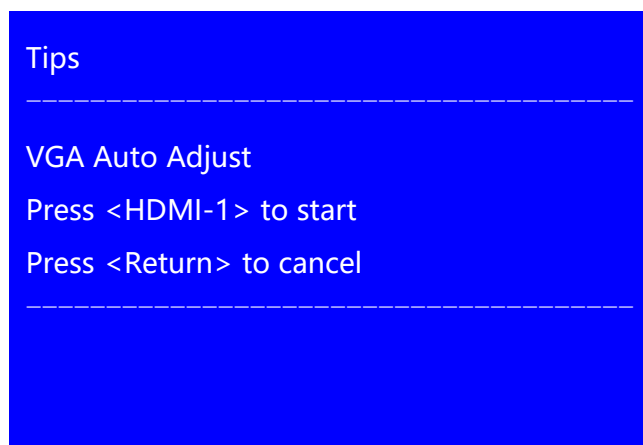 Tips
VGA Auto Adjust
Press <HDMI-1> to start
Press <Return> to cancel